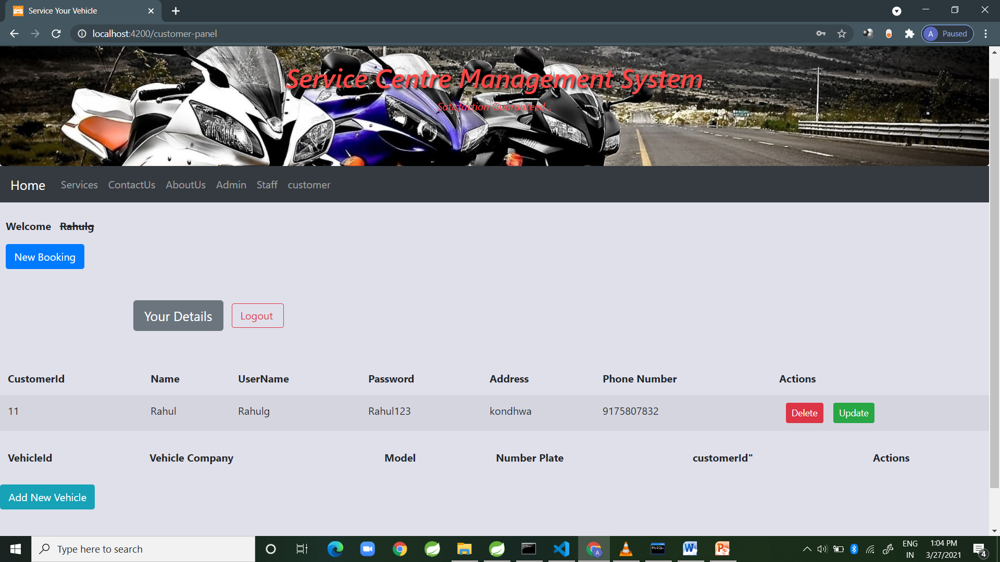 Service Your Vehicle
localhost:4200/customer-panel
A Paused
Service Centre Management System
Satisfaction Guaranteed...
Home Services ContactUs AboutUs Admin Staff customer
Welcome Rahulg
New Booking
Your Details Logout
CustomerId Name UserName Password Address Phone Number Actions
11 Rahul Rahulg Rahul123 kondhwa 9175807832 Delete Update
VehicleId Vehicle Company Model Number Plate customerId" Actions
Add New Vehicle
Type here to search
ENG 1:04 PM
IN 3/27/2021 4